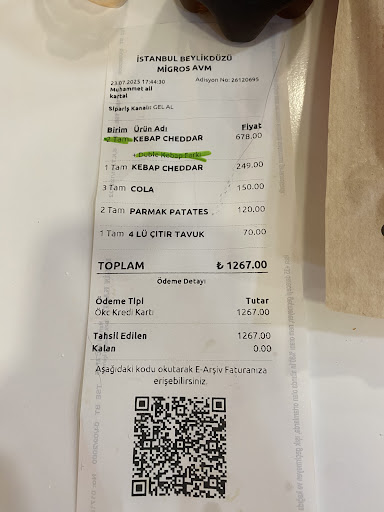 İSTANBUL BEYLİKDÜZÜ
MİGROS AVM
23.07.2023 17:44:30 Adisyon No: 26120695
Muhammet ali
kartal
Sipariş Kanalı: GEL AL
Birim Ürün Adı Fiyat
2 Tam KEBAP CHEDDAR 678.00
+ Duble Kebap Farkı
1 Tam KEBAP CHEDDAR 249.00
3 Tam COLA 150.00
2 Tam PARMAK PATATES 120,00
1 Tam 4 LÜ ÇITIR TAVUK 70,00
TOPLAM ₺ 1267.00
Ödeme Detayı
Ödeme Tipi Tutar
Okc Kredi Kartı 1267.00
Tahsil Edilen 1267.00
Kalan 0.00
Aşağıdaki kodu okutarak E-Arşiv Faturanıza
erişebilirsiniz.